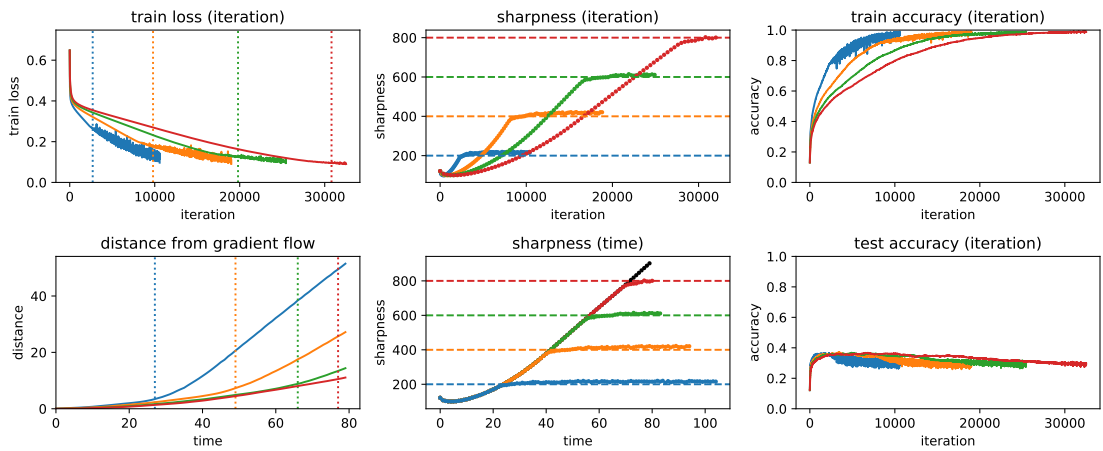 train loss (iteration)
train loss
0.6
0.4
0.2
0.0
0 10000 20000 30000
iteration
sharpness (iteration)
sharpness
800
600
400
200
0 10000 20000 30000
iteration
train accuracy (iteration)
accuracy
1.0
0.8
0.6
0.4
0.2
0.0
0 10000 20000 30000
iteration
distance from gradient flow
distance
40
20
0
0 20 40 60 80
time
sharpness (time)
sharpness
800
600
400
200
0 20 40 60 80 100
time
test accuracy (iteration)
accuracy
1.0
0.8
0.6
0.4
0.2
0.0
0 10000 20000 30000
iteration